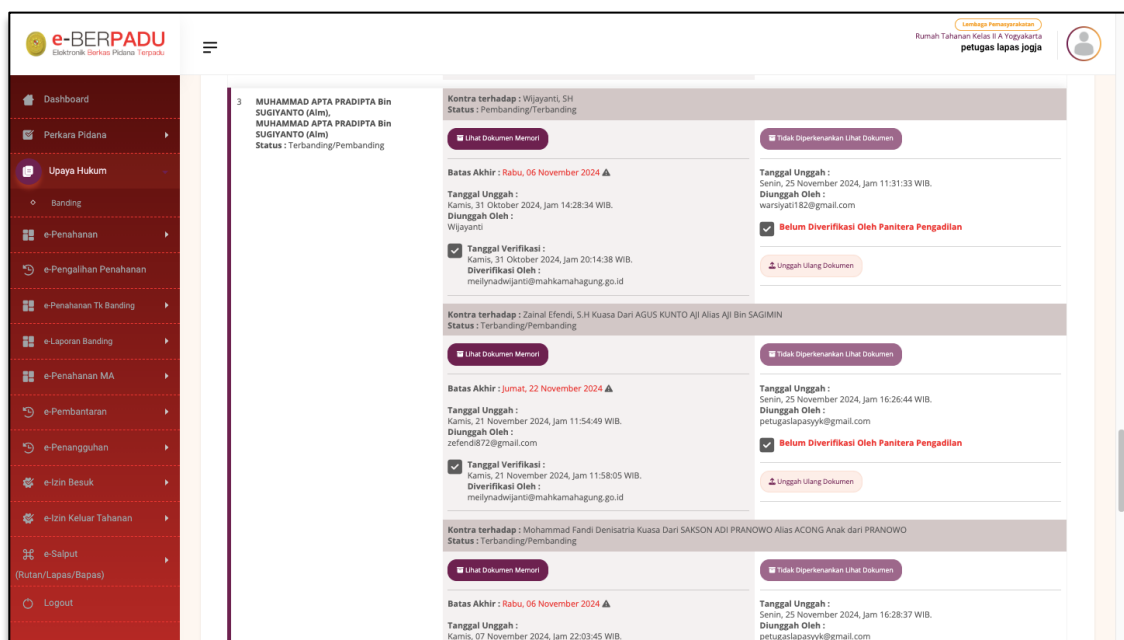 e-BERPADU
Elektronik Berkas Pidana Terpadu
Lembaga Pemasyarakatan
Rumah Tahanan Kelas II A Yogyakarta
petugas lapas jogja
Dashboard
Perkara Pidana
Upaya Hukum
Banding
e-Penahanan
e-Pengalihan Penahanan
e-Penahanan Tk Banding
e-Laporan Banding
e-Penahanan MA
e-Pembantaran
e-Penangguhan
e-Izin Besuk
e-Izin Keluar Tahanan
e-Salput
(Rutan/Lapas/Bapas)
Logout
3 MUHAMMAD APTA PRADIPTA Bin
SUGIYANTO (Alm),
MUHAMMAD APTA PRADIPTA Bin
SUGIYANTO (Alm)
Status : Terbanding/Pembanding
Kontra terhadap : Wijayanti, SH
Status : Pembanding/Terbanding
Lihat Dokumen Memori
Batas Akhir : Rabu, 06 November 2024
Tanggal Unggah :
Kamis, 31 Oktober 2024, Jam 14:28:34 WIB.
Diunggah Oleh :
Wijayanti
Tanggal Verifikasi :
Kamis, 31 Oktober 2024, Jam 20:14:38 WIB.
Diverifikasi Oleh :
meilynadwijanti@mahkamahagung.go.id
Tidak Diperkenankan Lihat Dokumen
Tanggal Unggah :
Senin, 25 November 2024, Jam 11:31:33 WIB.
Diunggah Oleh :
warsiyati182@gmail.com
Belum Diverifikasi Oleh Panitera Pengadilan
Unggah Ulang Dokumen
Kontra terhadap : Zainal Efendi, S.H Kuasa Dari AGUS KUNTO AJI Alias AJI Bin SAGIMIN
Status : Terbanding/Pembanding
Lihat Dokumen Memori
Batas Akhir : Jumat, 22 November 2024
Tanggal Unggah :
Kamis, 21 November 2024, Jam 11:54:49 WIB.
Diunggah Oleh :
zefendi872@gmail.com
Tanggal Verifikasi :
Kamis, 21 November 2024, Jam 11:58:05 WIB.
Diverifikasi Oleh :
meilynadwijanti@mahkamahagung.go.id
Tidak Diperkenankan Lihat Dokumen
Tanggal Unggah :
Senin, 25 November 2024, Jam 16:26:44 WIB.
Diunggah Oleh :
petugaslapasyyk@gmail.com
Belum Diverifikasi Oleh Panitera Pengadilan
Unggah Ulang Dokumen
Kontra terhadap : Mohammad Fandi Denisatria Kuasa Dari SAKSON ADI PRANOWO Alias ACONG Anak dari PRANOWO
Status : Terbanding/Pembanding
Lihat Dokumen Memori
Batas Akhir : Rabu, 06 November 2024
Tanggal Unggah :
Kamis, 07 November 2024, Jam 22:03:45 WIB.
Tidak Diperkenankan Lihat Dokumen
Tanggal Unggah :
Senin, 25 November 2024, Jam 16:28:37 WIB.
Diunggah Oleh :
petugaslapasyyk@gmail.com